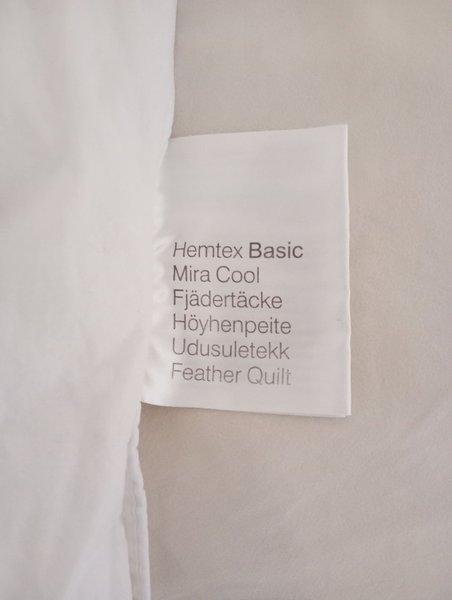 Hemtex Basic
Mira Cool
Fjädertäcke
Höyhenpeite
Udusuletekk
Feather Quilt